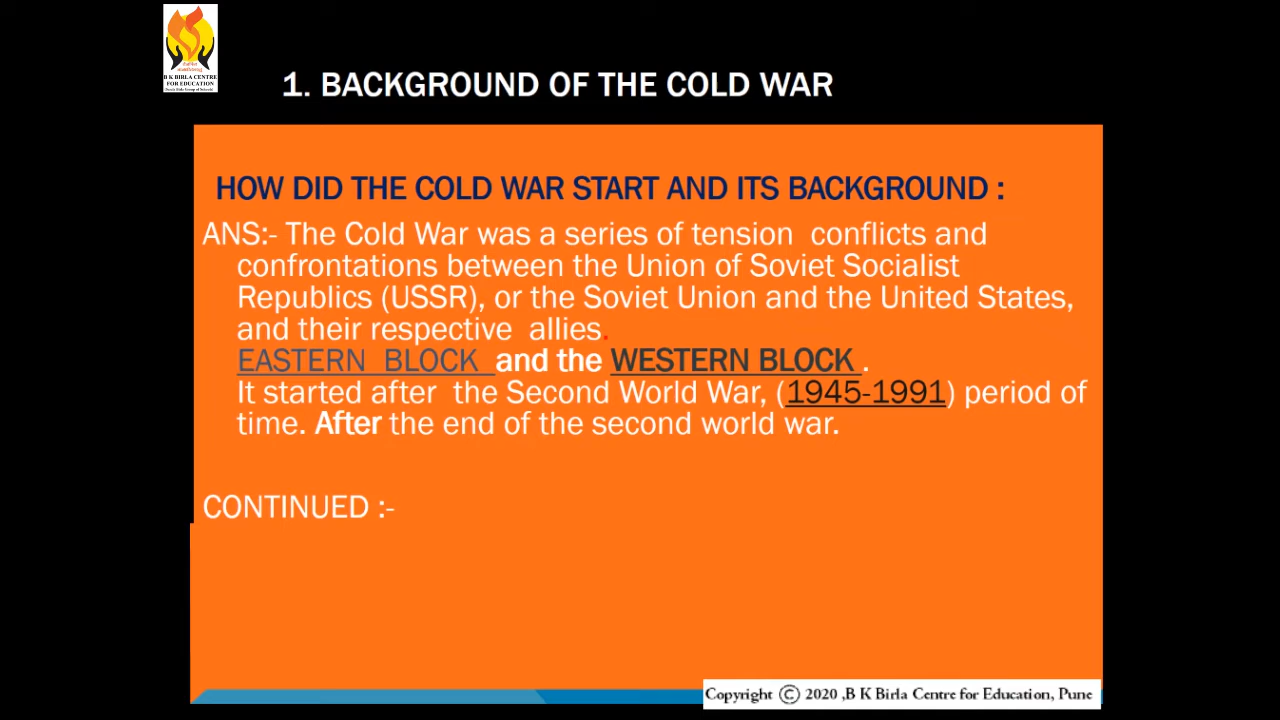 B K BIRLA CENTRE
FOR EDUCATION
1. BACKGROUND OF THE COLD WAR
HOW DID THE COLD WAR START AND ITS BACKGROUND :
ANS:- The Cold War was a series of tension conflicts and
confrontations between the Union of Soviet Socialist
Republics (USSR), or the Soviet Union and the United States,
and their respective allies.
EASTERN BLOCK and the WESTERN BLOCK .
It started after the Second World War, (1945-1991) period of
time. After the end of the second world war.
CONTINUED :-
Copyright © 2020 ,B K Birla Centre for Education, Pune